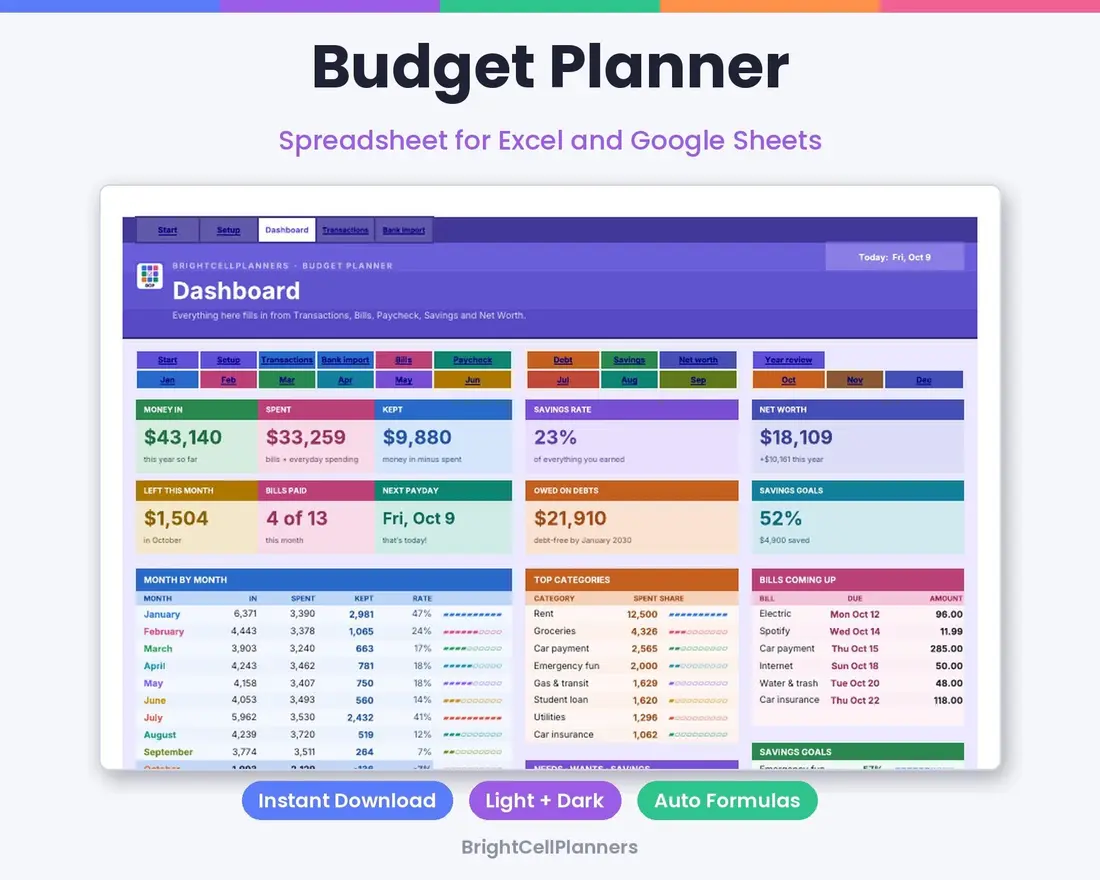 Budget Planner
Spreadsheet for Excel and Google Sheets
Start Setup Dashboard Transactions Bank import
Today: Fri, Oct 9
BRIGHTCELLPLANNERS · BUDGET PLANNER
Dashboard
Everything here fills in from Transactions, Bills, Paycheck, Savings and Net Worth.
Start Setup Transactions Bank import Bills Paycheck Debt Savings Net worth Year review
Jan Feb Mar Apr May Jun Jul Aug Sep Oct Nov Dec
MONEY IN SPENT KEPT SAVINGS RATE NET WORTH
$43,140 $33,259 $9,880 23% $18,109
this year so far bills + everyday spending money in minus spent of everything you earned +$10,161 this year
LEFT THIS MONTH BILLS PAID NEXT PAYDAY OWED ON DEBTS SAVINGS GOALS
$1,504 4 of 13 Fri, Oct 9 $21,910 52%
in October this month that's today! debt-free by January 2030 $4,900 saved
MONTH BY MONTH TOP CATEGORIES BILLS COMING UP
MONTH IN SPENT KEPT RATE CATEGORY SPENT SHARE BILL DUE AMOUNT
January 6,371 3,390 2,981 47% Rent 12,500 Electric Mon Oct 12 96.00
February 4,443 3,378 1,065 24% Groceries 4,326 Spotify Wed Oct 14 11.99
March 3,903 3,240 663 17% Car payment 2,565 Car payment Thu Oct 15 285.00
April 4,243 3,462 781 18% Emergency fun 2,000 Internet Sun Oct 18 50.00
May 4,158 3,407 750 18% Gas & transit 1,629 Water & trash Tue Oct 20 48.00
June 4,053 3,493 560 14% Student loan 1,620 Car insurance Thu Oct 22 118.00
July 5,962 3,530 2,432 41% Utilities 1,296
August 4,239 3,720 519 12% Car insurance 1,062
September 3,774 3,511 264 7% SAVINGS GOALS
October NEEDS · WANTS · SAVINGS Emergency fun 57%
Instant Download Light + Dark Auto Formulas
BrightCellPlanners